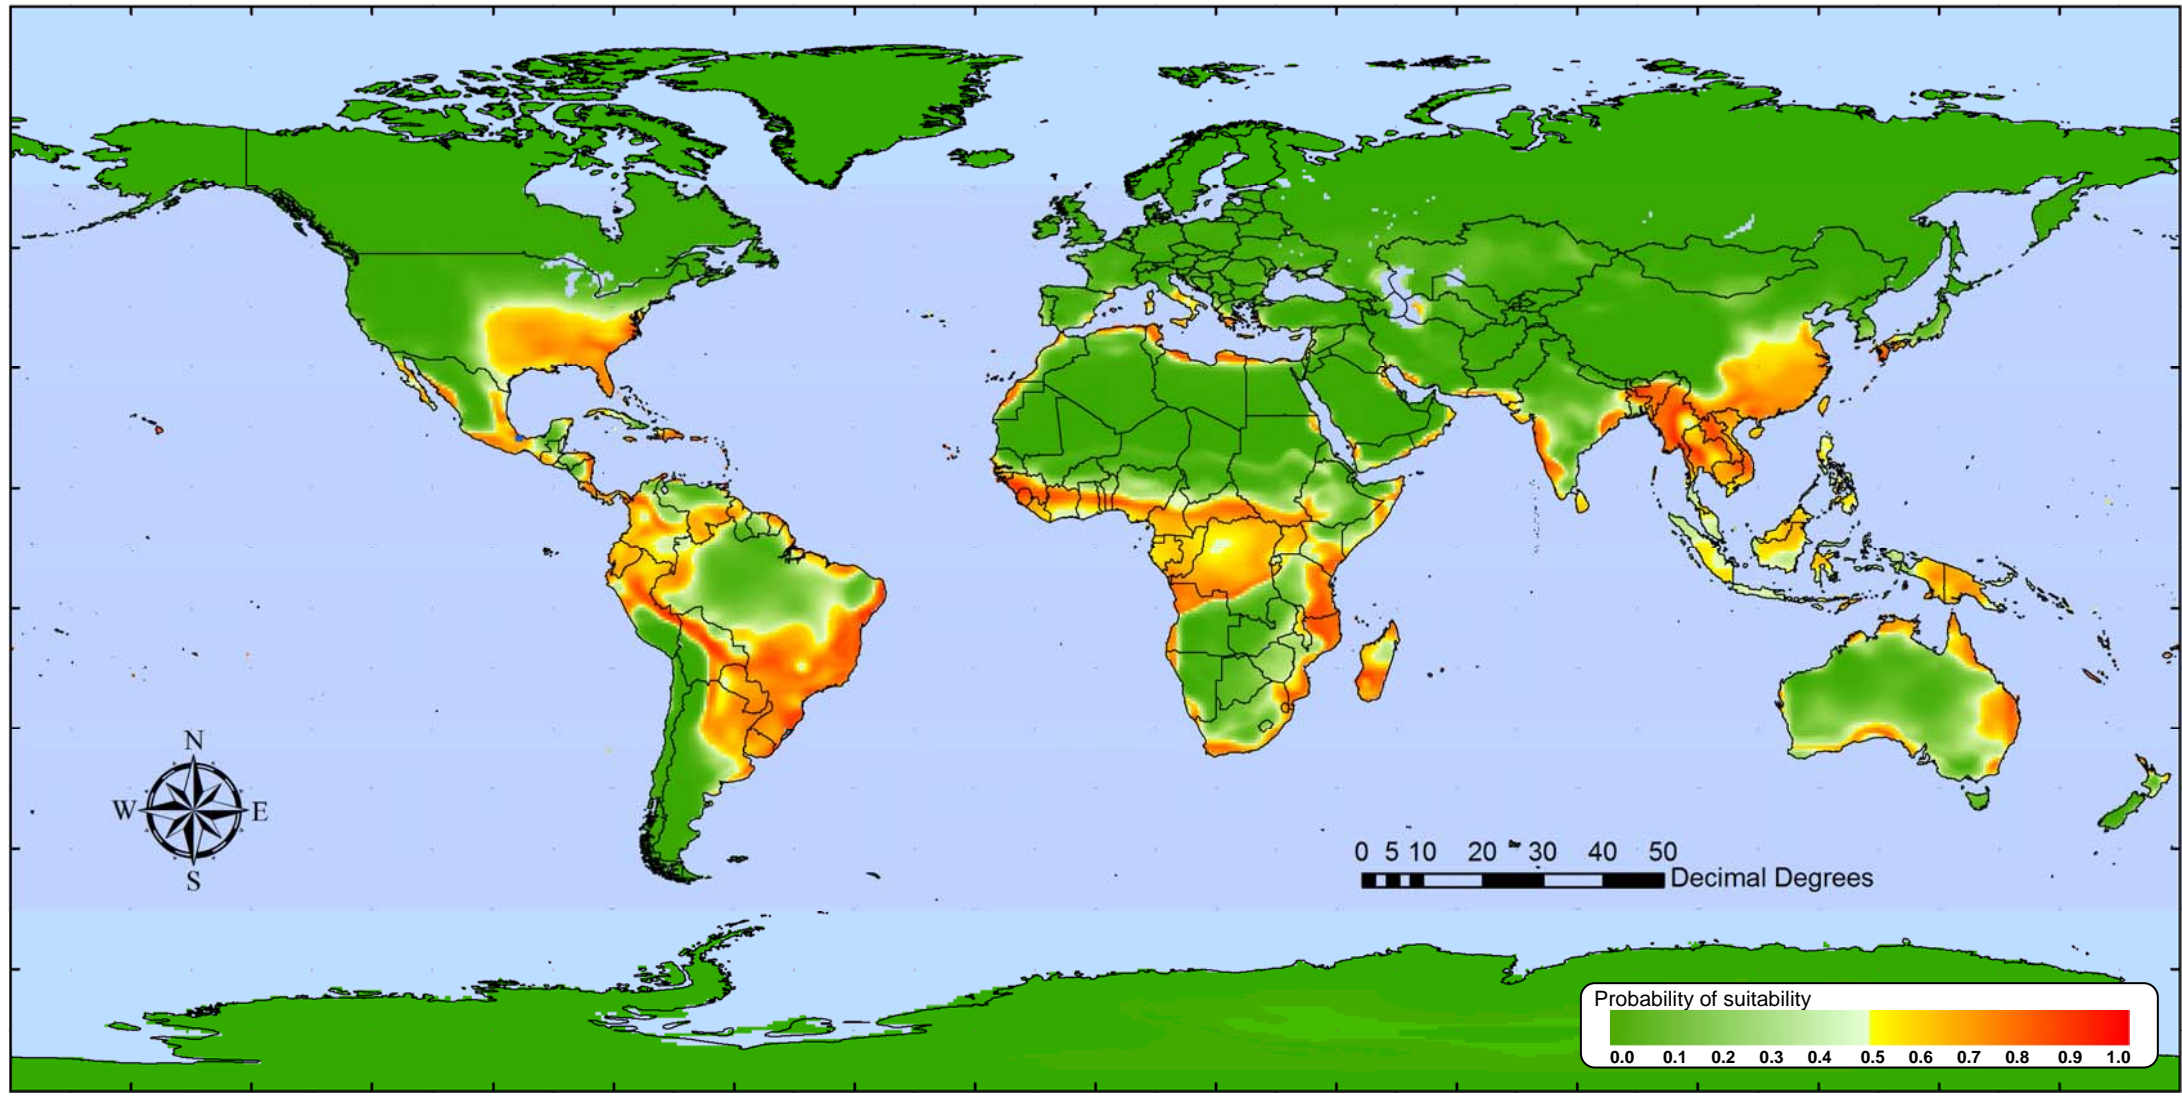 N
W E
S
0 5 10 20 30 40 50
Decimal Degrees
Probability of suitability
0.0 0.1 0.2 0.3 0.4 0.5 0.6 0.7 0.8 0.9 1.0